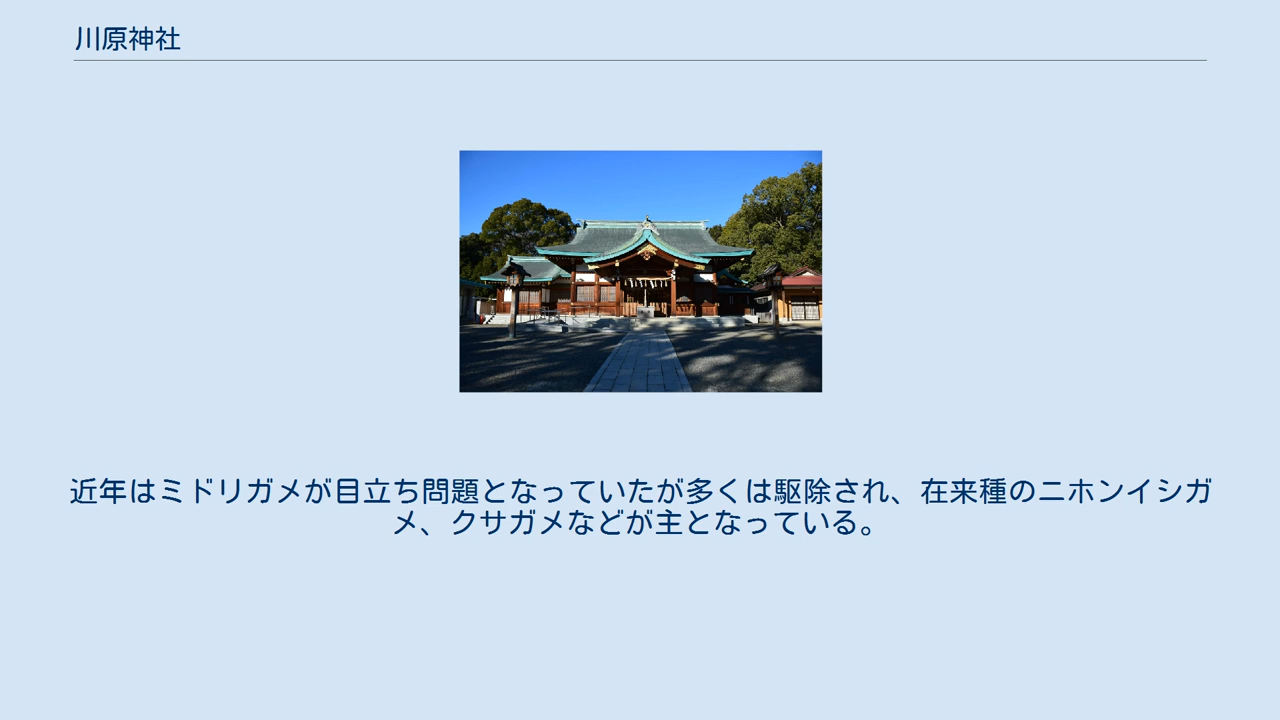 川原神社
近年はミドリガメが目立ち問題となっていたが多くは駆除され、在来種のニホンイシガ
メ、クサガメなどが主となっている。